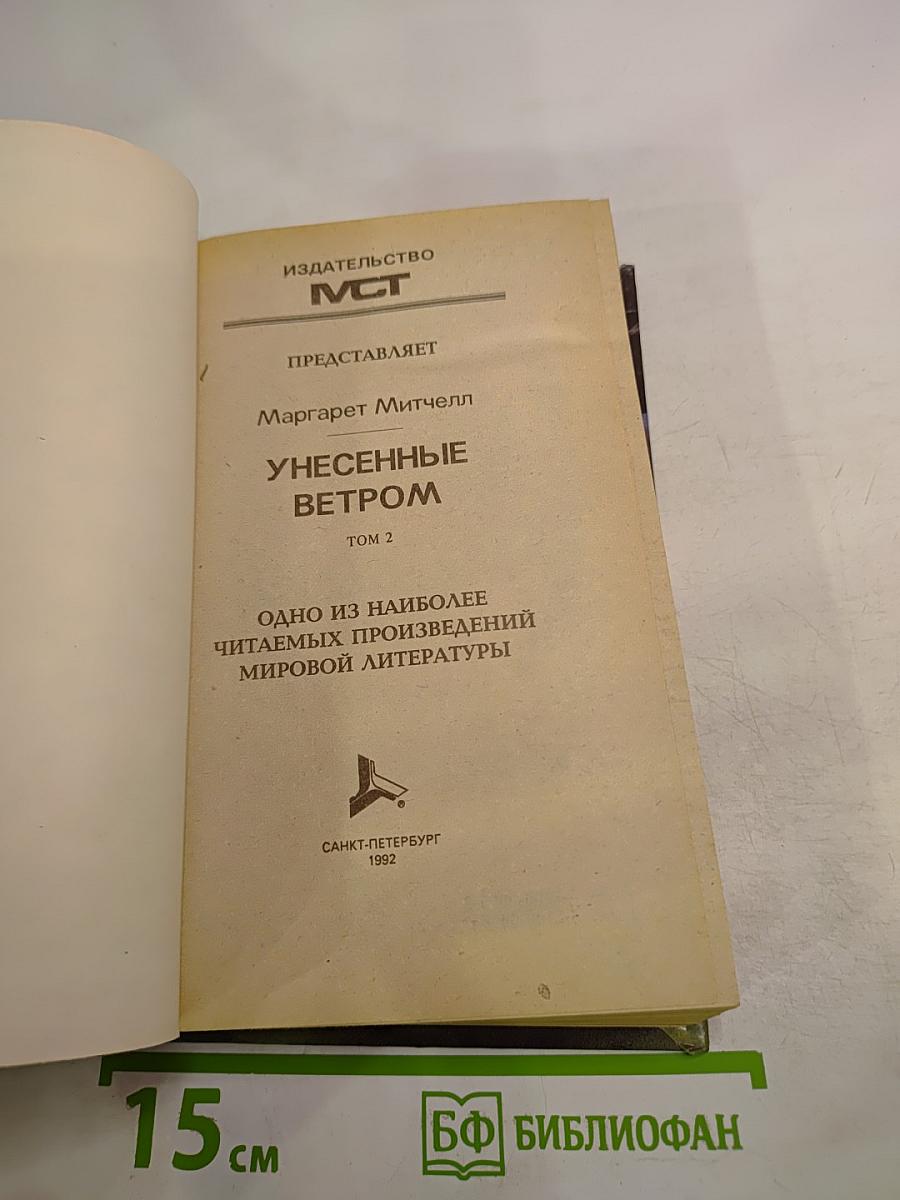 ИЗДАТЕЛЬСТВО
МСТ
ПРЕДСТАВЛЯЕТ
Маргарет Митчелл
УНЕСЕННЫЕ
ВЕТРОМ
ТОМ 2
ОДНО ИЗ НАИБОЛЕЕ
ЧИТАЕМЫХ ПРОИЗВЕДЕНИЙ
МИРОВОЙ ЛИТЕРАТУРЫ
®
САНКТ-ПЕТЕРБУРГ
1992
15 см
БФ БИБЛИОФАН